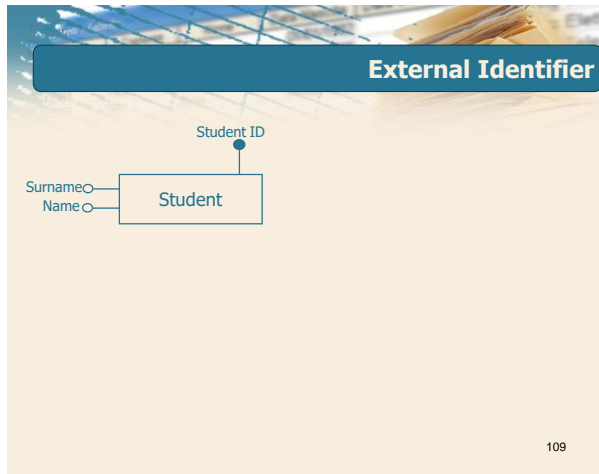 External Identifier
Student ID
Surname
Name
Student
109